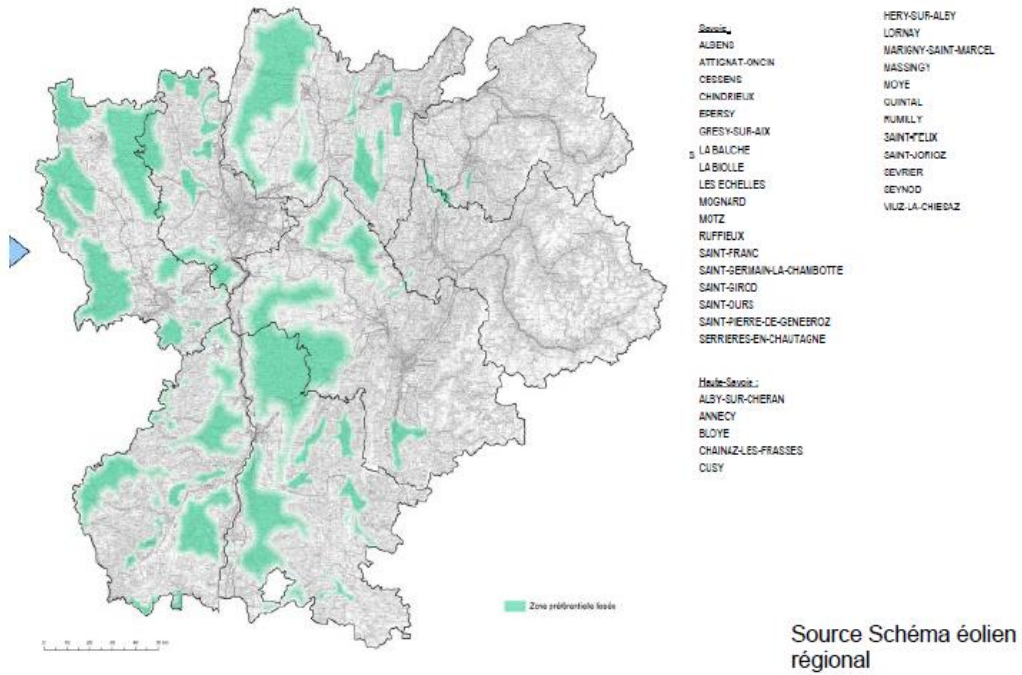 Savoie :
ALBENS
ATTIGNAT-ONCIN
CESSENS
CHINDRIEUX
EPERSY
GRESY-SUR-AIX
S LA BAUCHE
LA BIOLLE
LES ECHELLES
MOGNARD
MOTZ
RUFFIEUX
SAINT-FRANC
SAINT-GERMAIN-LA-CHAMBOTTE
SAINT-GIROD
SAINT-OURS
SAINT-PIERRE-DE-GENEBROZ
SERRIERES-EN-CHAUTAGNE
Haute-Savoie :
ALBY-SUR-CHERAN
ANNECY
BLOYE
CHAINAZ-LES-FRASSES
CUSY
HERY-SUR-ALBY
LORNAY
MARIGNY-SAINT-MARCEL
MASSINGY
MOYE
QUINTAL
RUMILLY
SAINT-FELIX
SAINT-JORIOZ
SEVRIER
SEYNOD
VIUZ-LA-CHIESAZ
Zone préférentielle lissée
Source Schéma éolien
régional